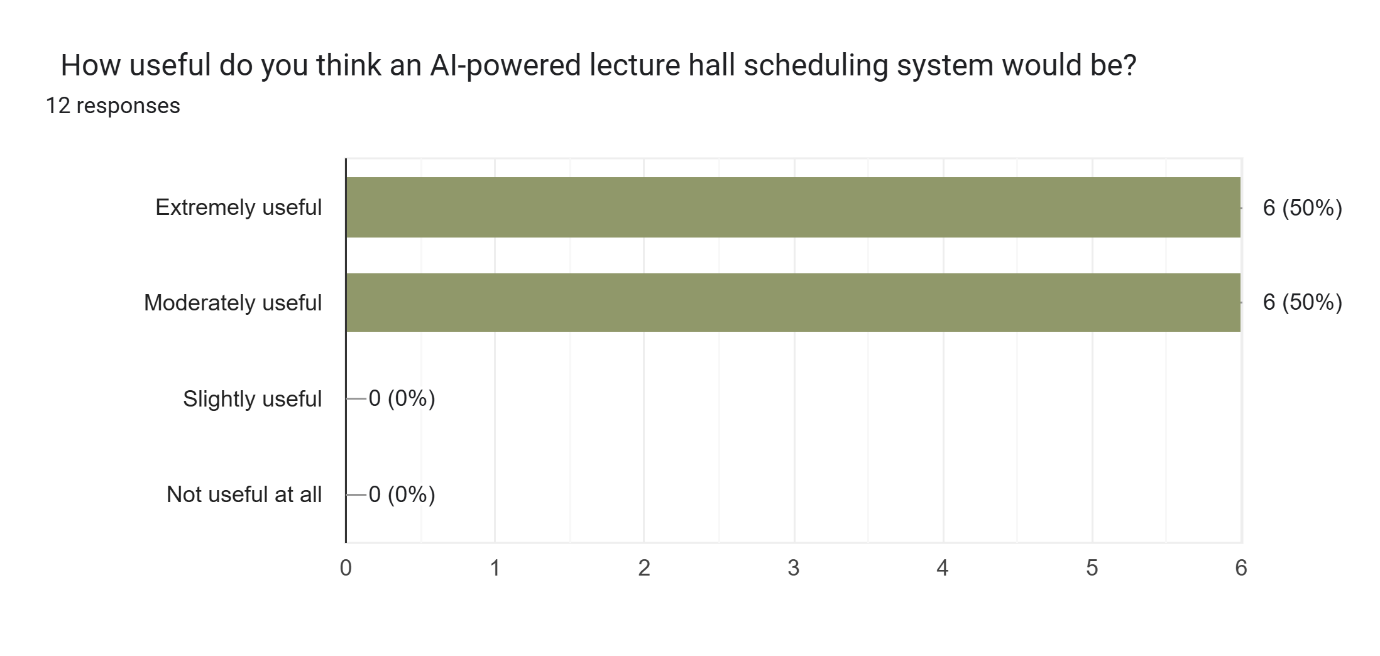 How useful do you think an AI-powered lecture hall scheduling system would be?
12 responses
Extremely useful 6 (50%)
Moderately useful 6 (50%)
Slightly useful 0 (0%)
Not useful at all 0 (0%)
0 1 2 3 4 5 6